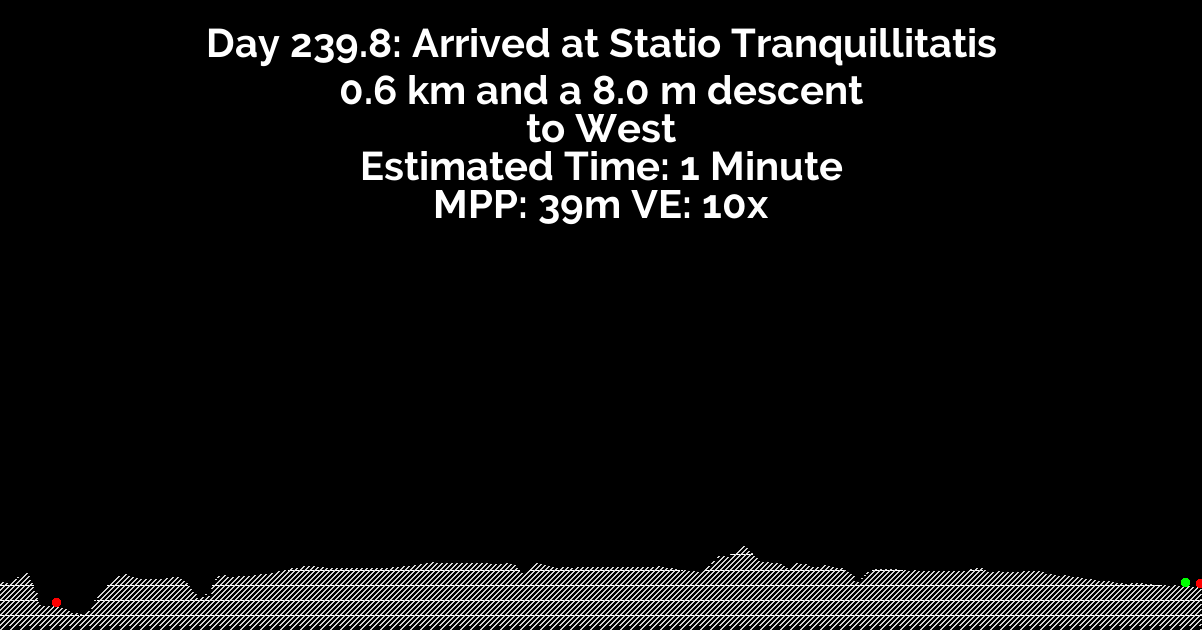 Day 239.8: Arrived at Statio Tranquillitatis
0.6 km and a 8.0 m descent
to West
Estimated Time: 1 Minute
MPP: 39m VE: 10x